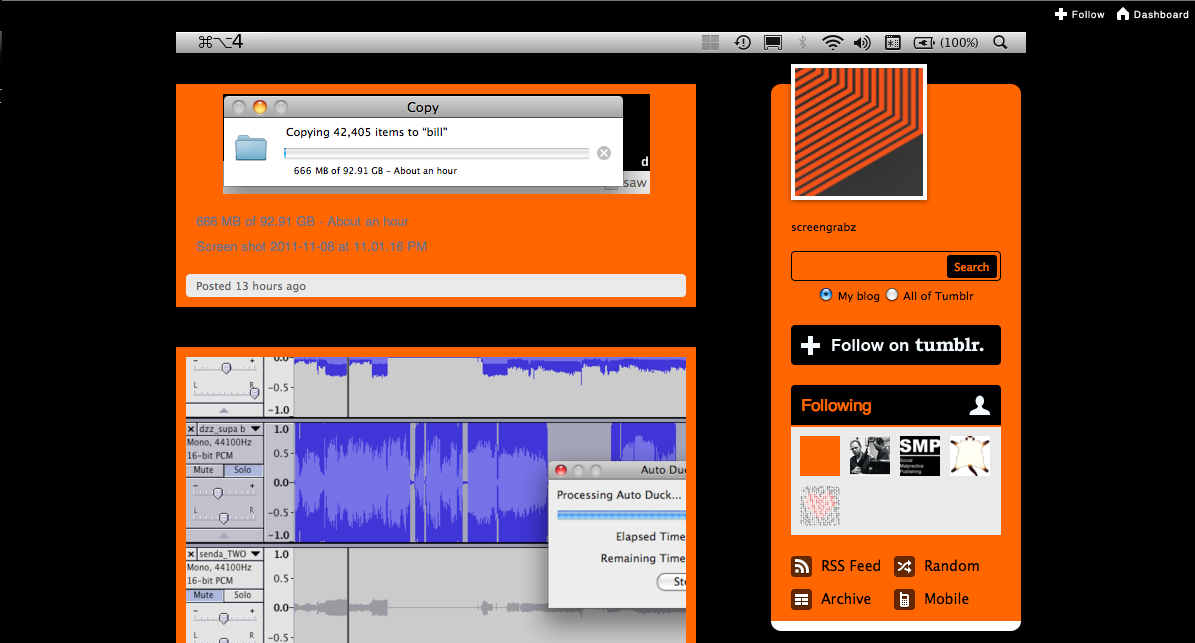 Follow Dashboard
⌘⌥4
(100%)
Copy
Copying 42,405 items to “bill”
666 MB of 92.91 GB - About an hour
d
saw
666 MB of 92.91 GB - About an hour
Screen shot 2011-11-06 at 11.01.16 PM
Posted 13 hours ago
- +
L R
0.0
-0.5
-1.0
dzz_supa b
Mono, 44100Hz
16-bit PCM
Mute Solo
- +
L R
1.0
0.5
0.0
-0.5
-1.0
Auto Duc
Processing Auto Duck...
Elapsed Time
Remaining Time
Sto
senda_TWO
Mono, 44100Hz
16-bit PCM
Mute Solo
- +
L R
1.0
0.5
0.0
-0.5
screengrabz
Search
My blog All of Tumblr
Follow on tumblr.
Following
SMP
Social
Malpractice
Publishing
RSS Feed Random
Archive Mobile